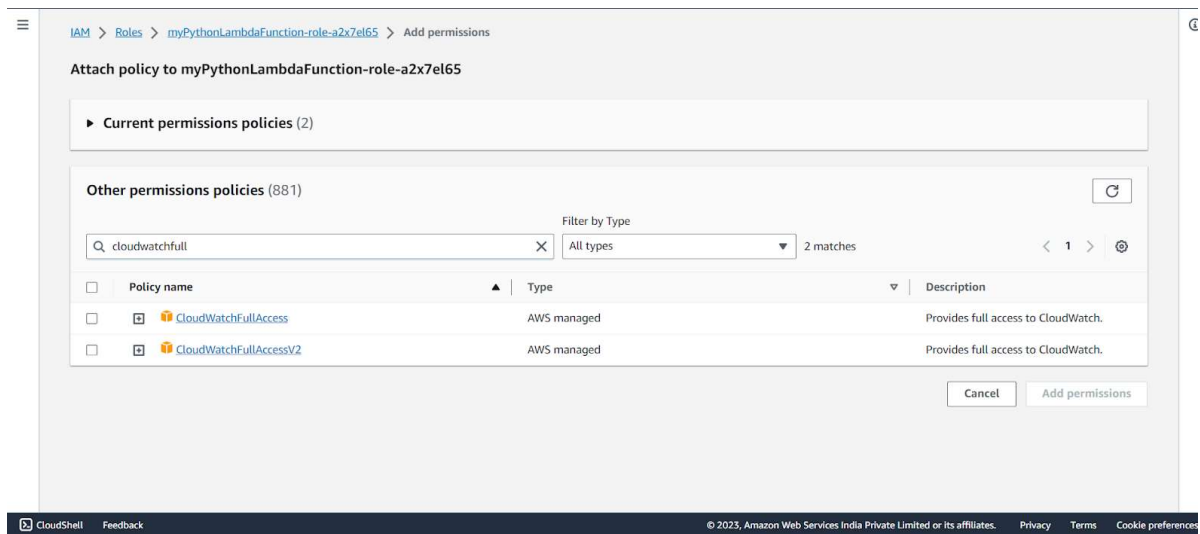 IAM > Roles > myPythonLambdaFunction-role-a2x7el65 > Add permissions
Attach policy to myPythonLambdaFunction-role-a2x7el65
Current permissions policies (2)
Other permissions policies (881)
Filter by Type
cloudwatchfull All types 2 matches 1
Policy name Type Description
CloudWatchFullAccess AWS managed Provides full access to CloudWatch.
CloudWatchFullAccessV2 AWS managed Provides full access to CloudWatch.
Cancel Add permissions
CloudShell Feedback © 2023, Amazon Web Services India Private Limited or its affiliates. Privacy Terms Cookie preferences